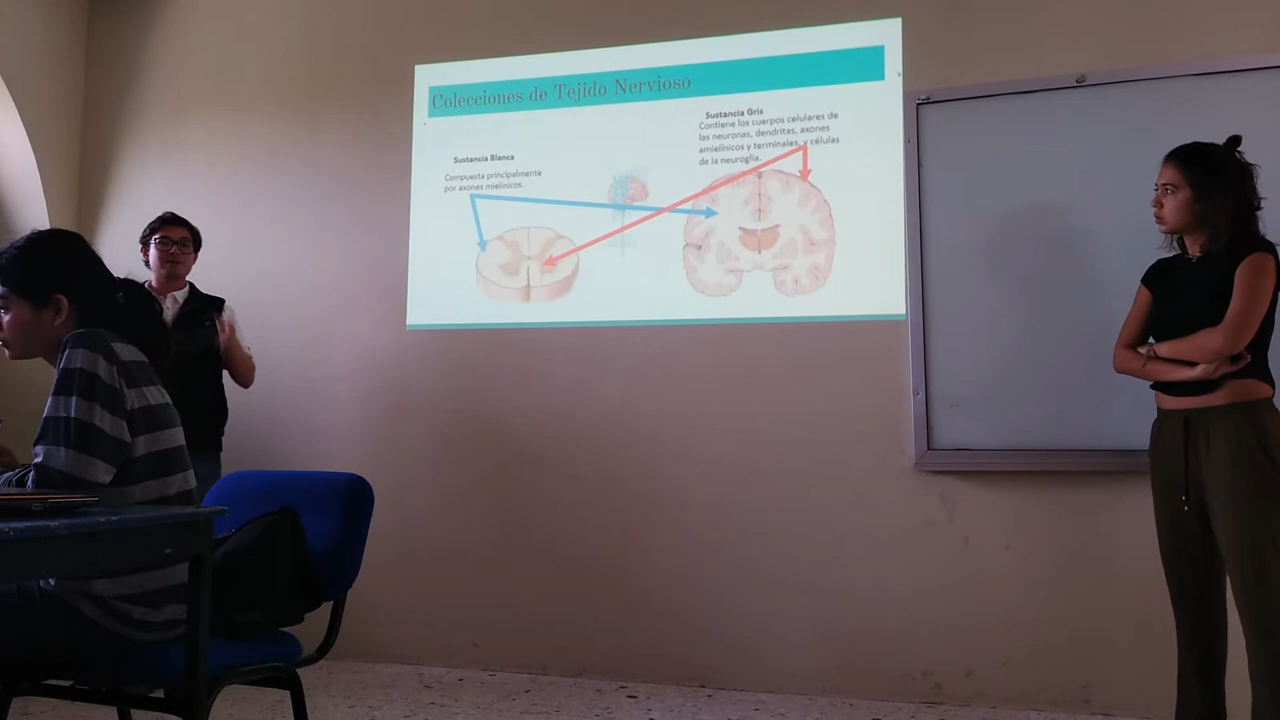 Colecciones de Tejido Nervioso
Sustancia Blanca
Compuesta principalmente
por axones mielínicos.
Sustancia Gris
Contiene los cuerpos celulares de
las neuronas, dendritas, axones
amielínicos y terminales, y células
de la neuroglia.